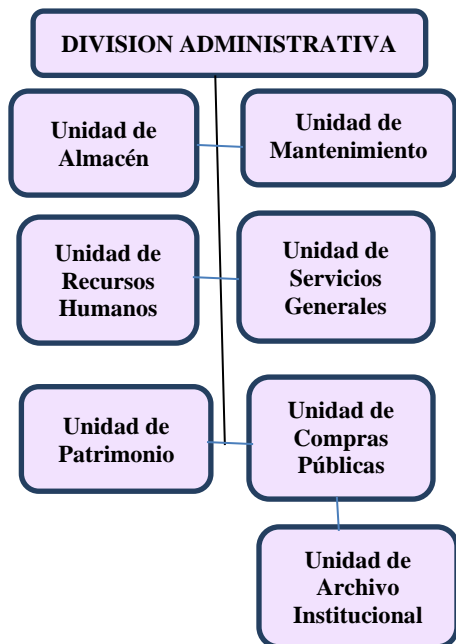 DIVISION ADMINISTRATIVA
Unidad de
Almacén
Unidad de
Mantenimiento
Unidad de
Recursos
Humanos
Unidad de
Servicios
Generales
Unidad de
Patrimonio
Unidad de
Compras
Públicas
Unidad de
Archivo
Institucional